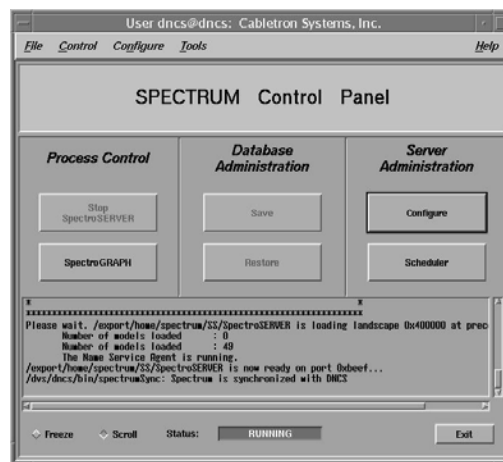 User dncs@dncs: Cabletron Systems, Inc.
File Control Configure Tools Help
SPECTRUM Control Panel
Process Control
Database
Administration
Server
Administration
Stop
SpectroSERVER
Save
Configure
SpectroGRAPH
Restore
Scheduler
* *
Please wait. /export/home/spectrum/SS/SpectroSERVER is loading landscape 0x400000 at prec
Number of models loaded : 0
Number of models loaded : 49
The Name Service Agent is running.
/export/home/spectrum/SS/SpectroSERVER is now ready on port 0xbeef...
/dvs/dncs/bin/spectrumSync: Spectrum is synchronized with DNCS
Freeze Scroll Status: RUNNING Exit